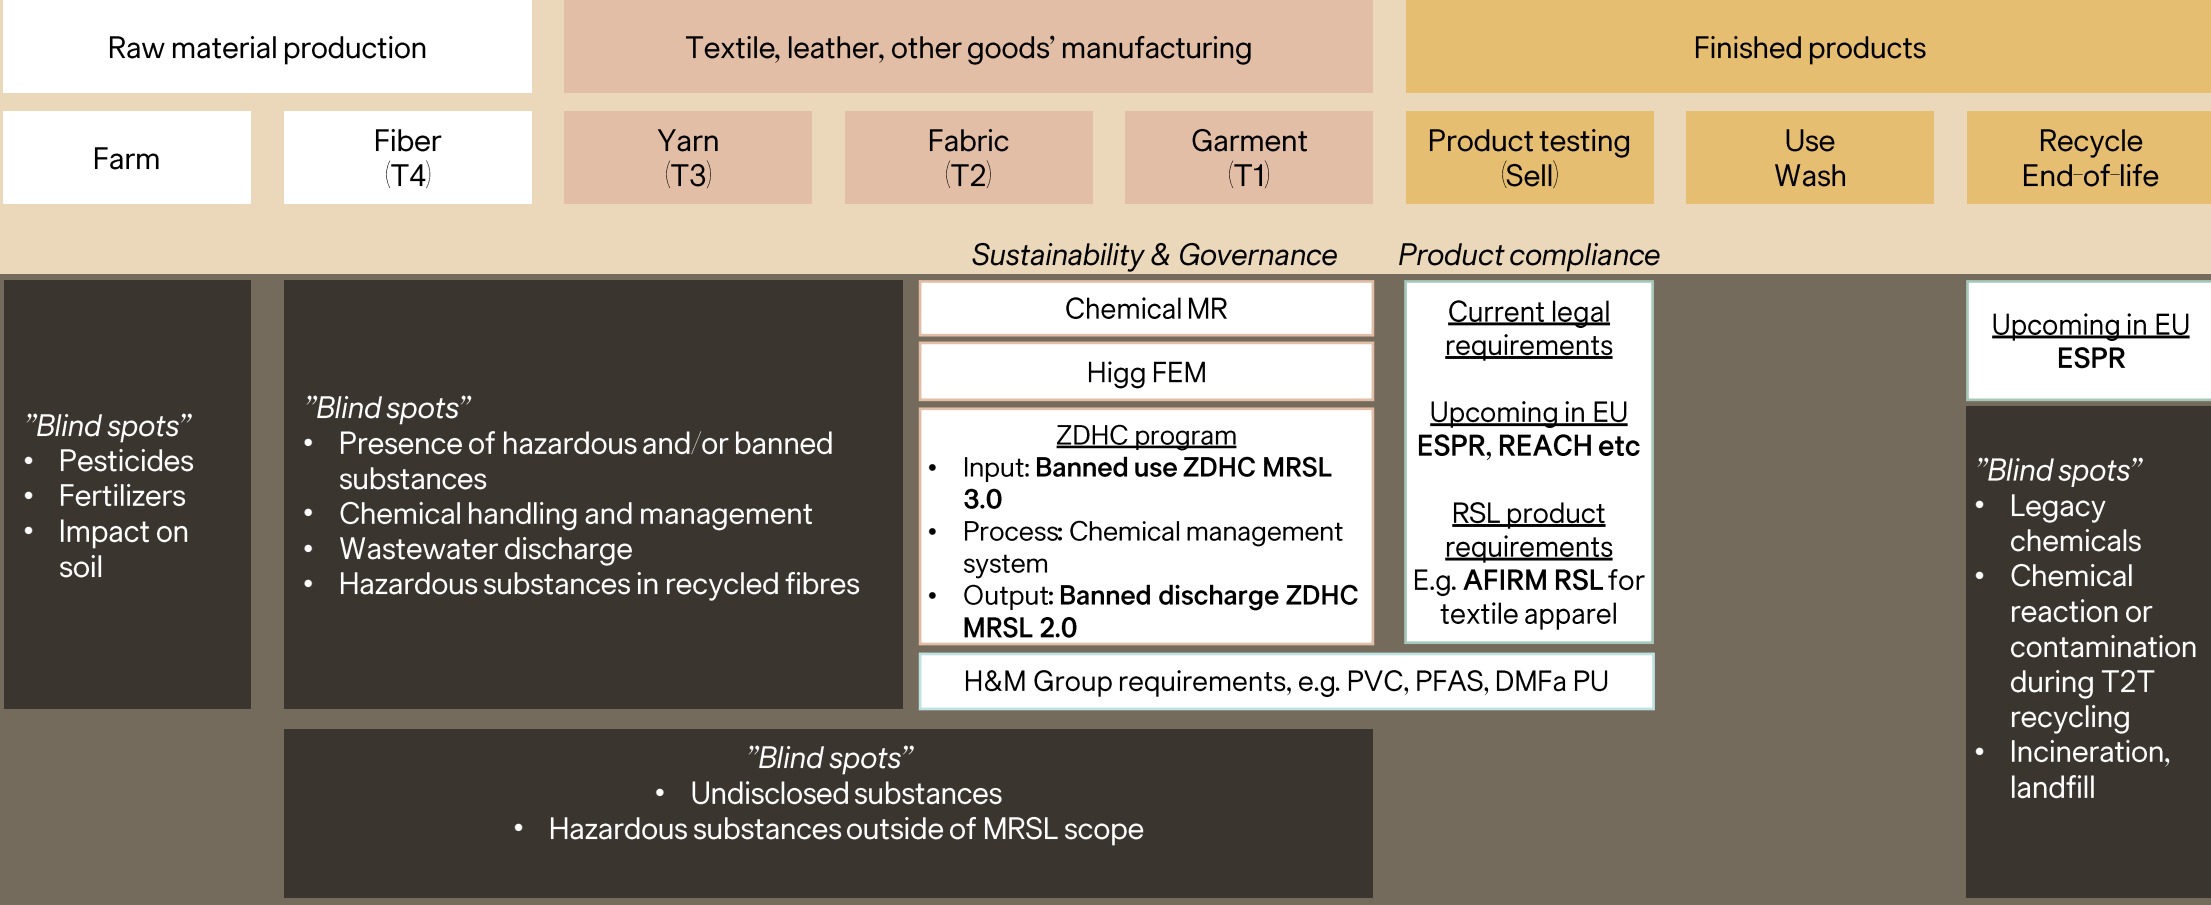 Raw material production
Textile, leather, other goods’ manufacturing
Finished products
Farm
Fiber
(T4)
Yarn
(T3)
Fabric
(T2)
Garment
(T1)
Product testing
(Sell)
Use
Wash
Recycle
End-of-life
Sustainability & Governance
Product compliance
”Blind spots”
• Pesticides
• Fertilizers
• Impact on
soil
”Blind spots”
• Presence of hazardous and/or banned
substances
• Chemical handling and management
• Wastewater discharge
• Hazardous substances in recycled fibres
Chemical MR
Higg FEM
ZDHC program
• Input: Banned use ZDHC MRSL
3.0
• Process: Chemical management
system
• Output: Banned discharge ZDHC
MRSL 2.0
Current legal
requirements
Upcoming in EU
ESPR, REACH etc
RSL product
requirements
E.g. AFIRM RSL for
textile apparel
H&M Group requirements, e.g. PVC, PFAS, DMFa PU
Upcoming in EU
ESPR
”Blind spots”
• Legacy
chemicals
• Chemical
reaction or
contamination
during T2T
recycling
• Incineration,
landfill
”Blind spots”
• Undisclosed substances
• Hazardous substances outside of MRSL scope